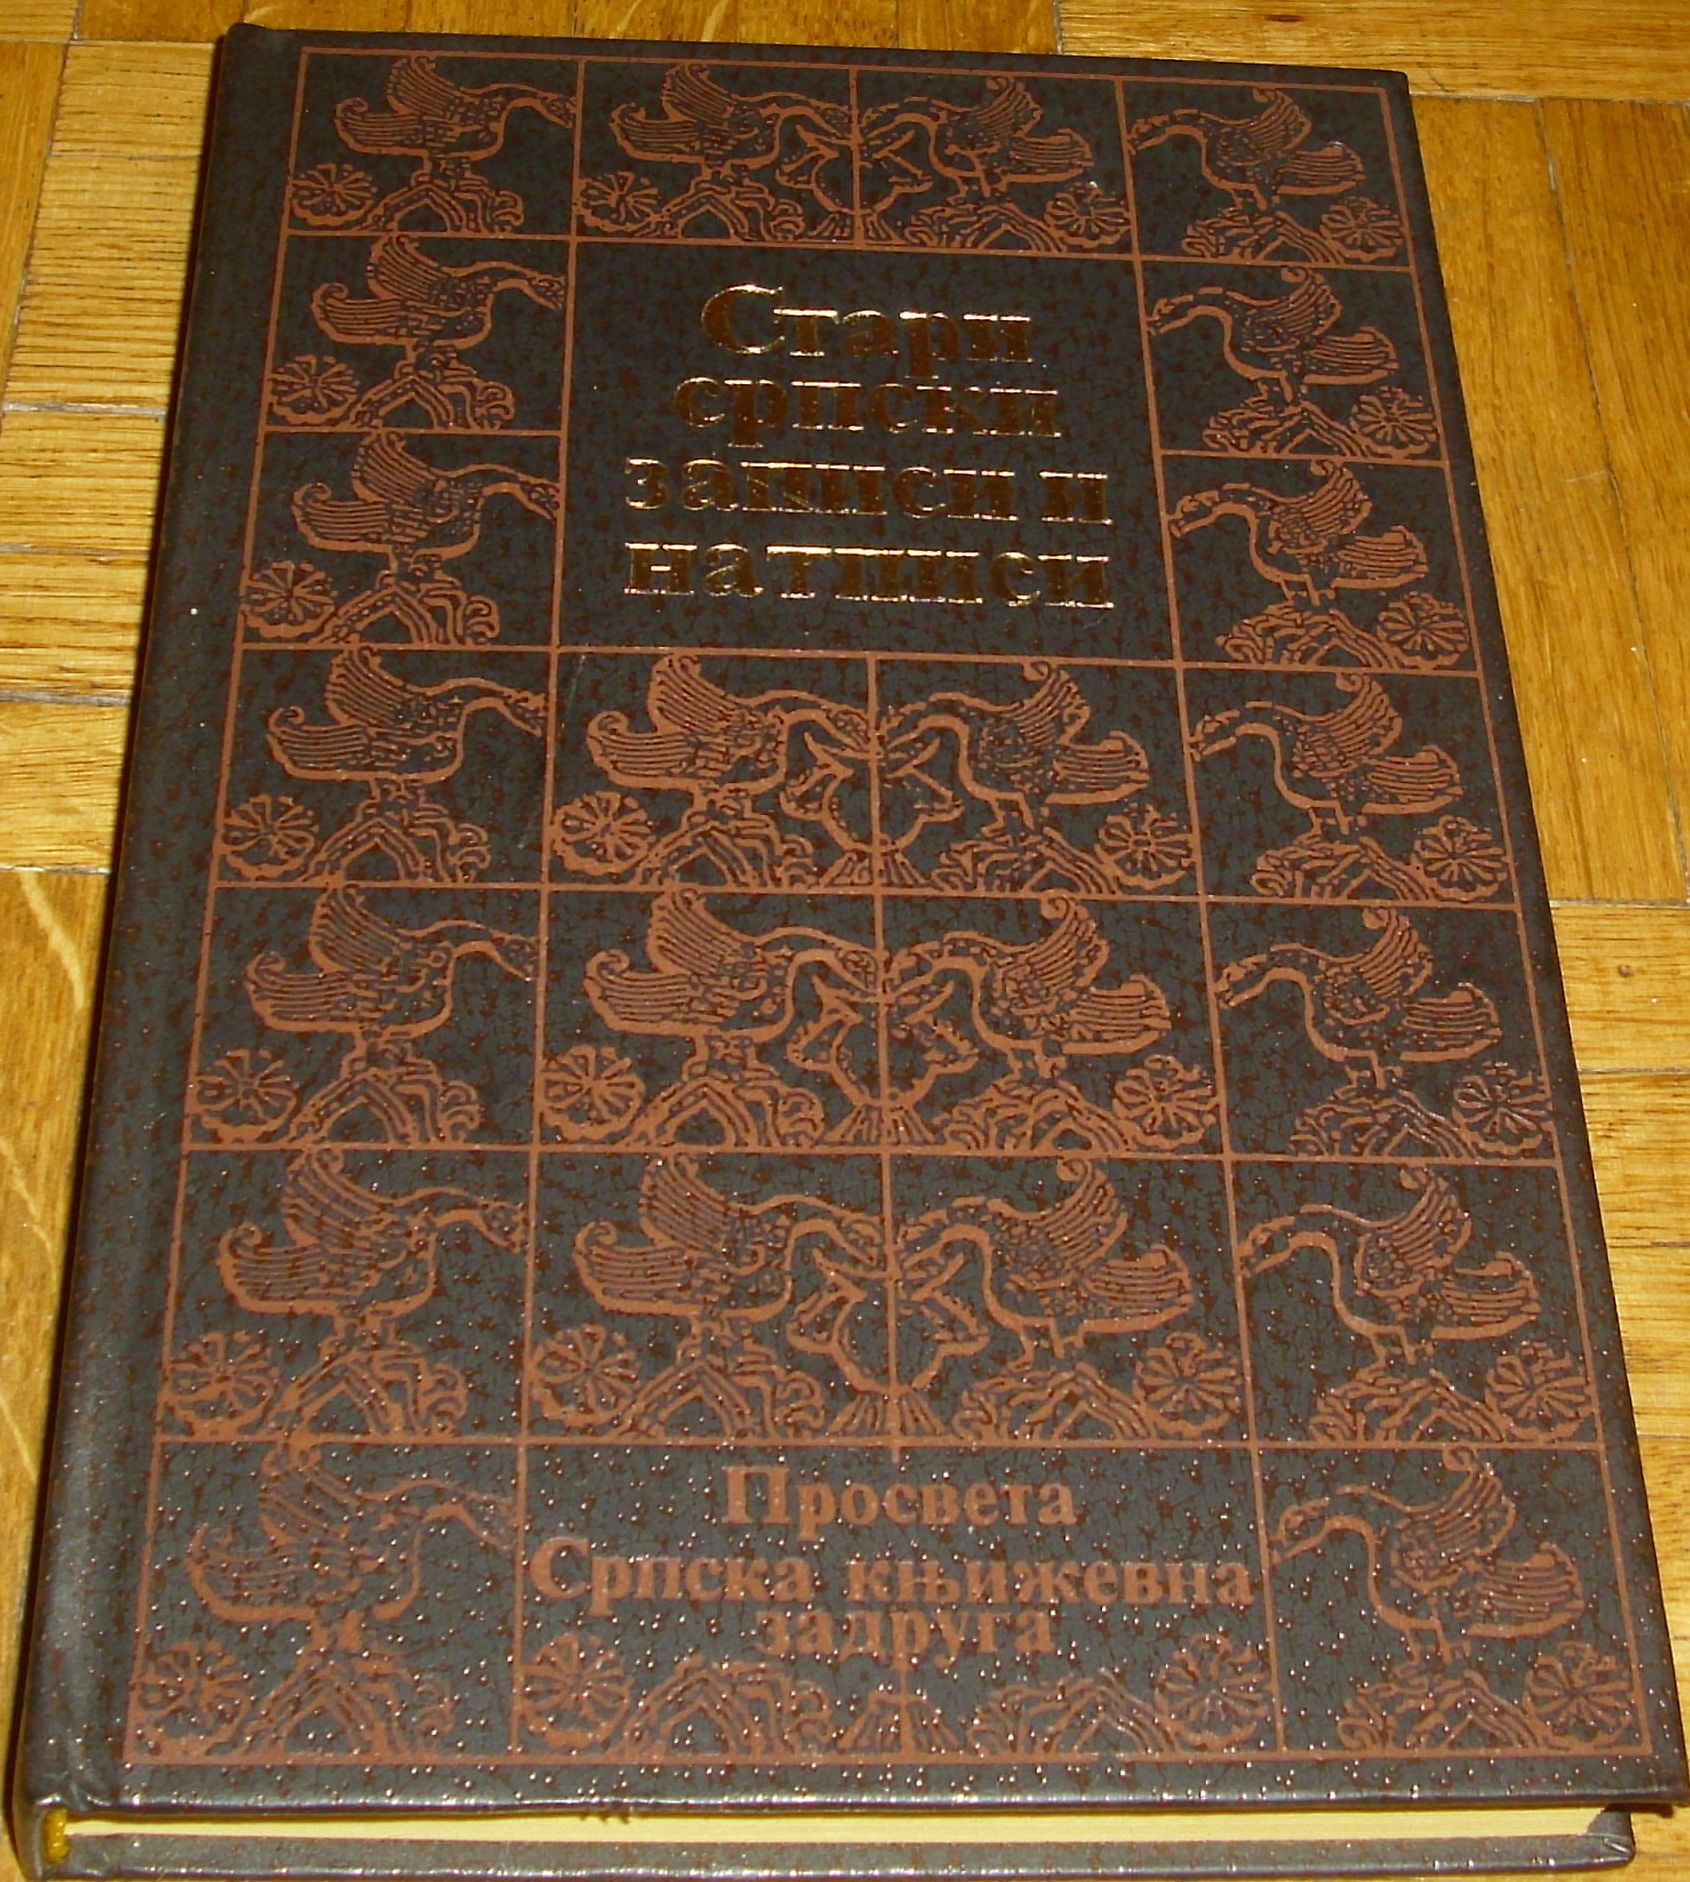 Стари
српски
записи и
натписи
Просвета
Српска књижевна
задруга